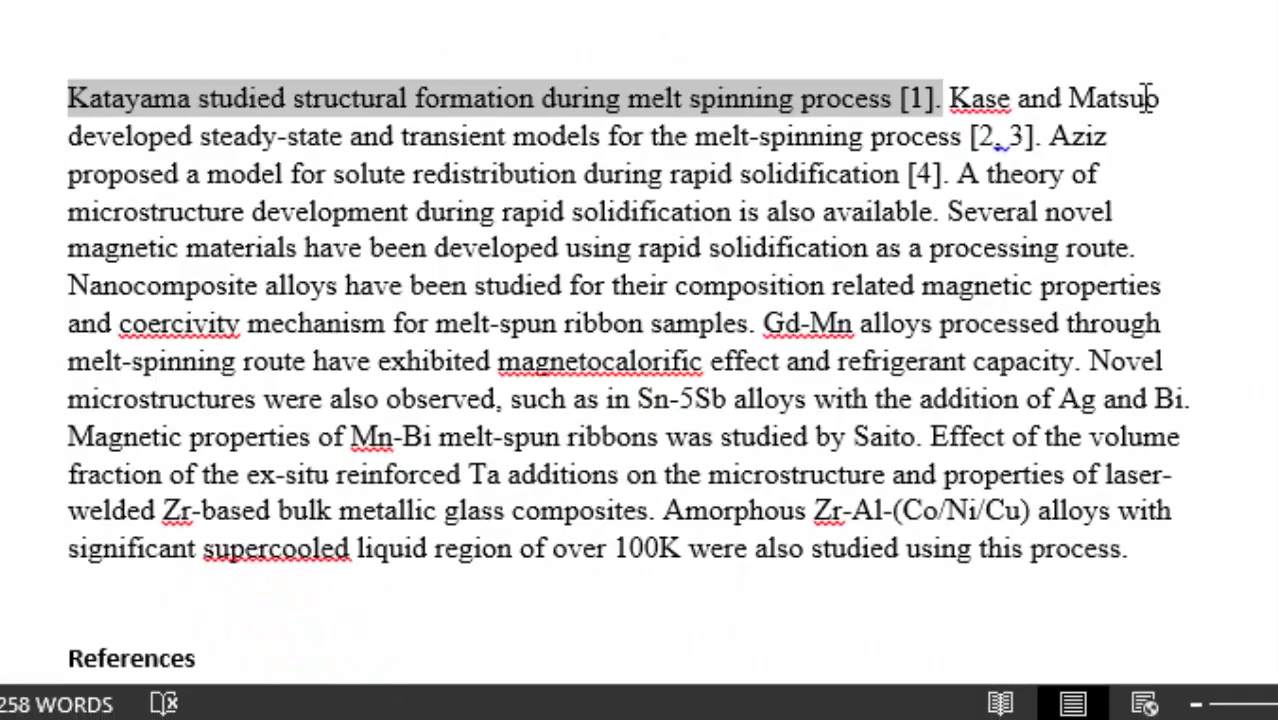 Katayama studied structural formation during melt spinning process [1]. Kase and Matsuo
developed steady-state and transient models for the melt-spinning process [2, 3]. Aziz
proposed a model for solute redistribution during rapid solidification [4]. A theory of
microstructure development during rapid solidification is also available. Several novel
magnetic materials have been developed using rapid solidification as a processing route.
Nanocomposite alloys have been studied for their composition related magnetic properties
and coercivity mechanism for melt-spun ribbon samples. Gd-Mn alloys processed through
melt-spinning route have exhibited magnetocalorific effect and refrigerant capacity. Novel
microstructures were also observed, such as in Sn-5Sb alloys with the addition of Ag and Bi.
Magnetic properties of Mn-Bi melt-spun ribbons was studied by Saito. Effect of the volume
fraction of the ex-situ reinforced Ta additions on the microstructure and properties of laser-
welded Zr-based bulk metallic glass composites. Amorphous Zr-Al-(Co/Ni/Cu) alloys with
significant supercooled liquid region of over 100K were also studied using this process.
References
258 WORDS